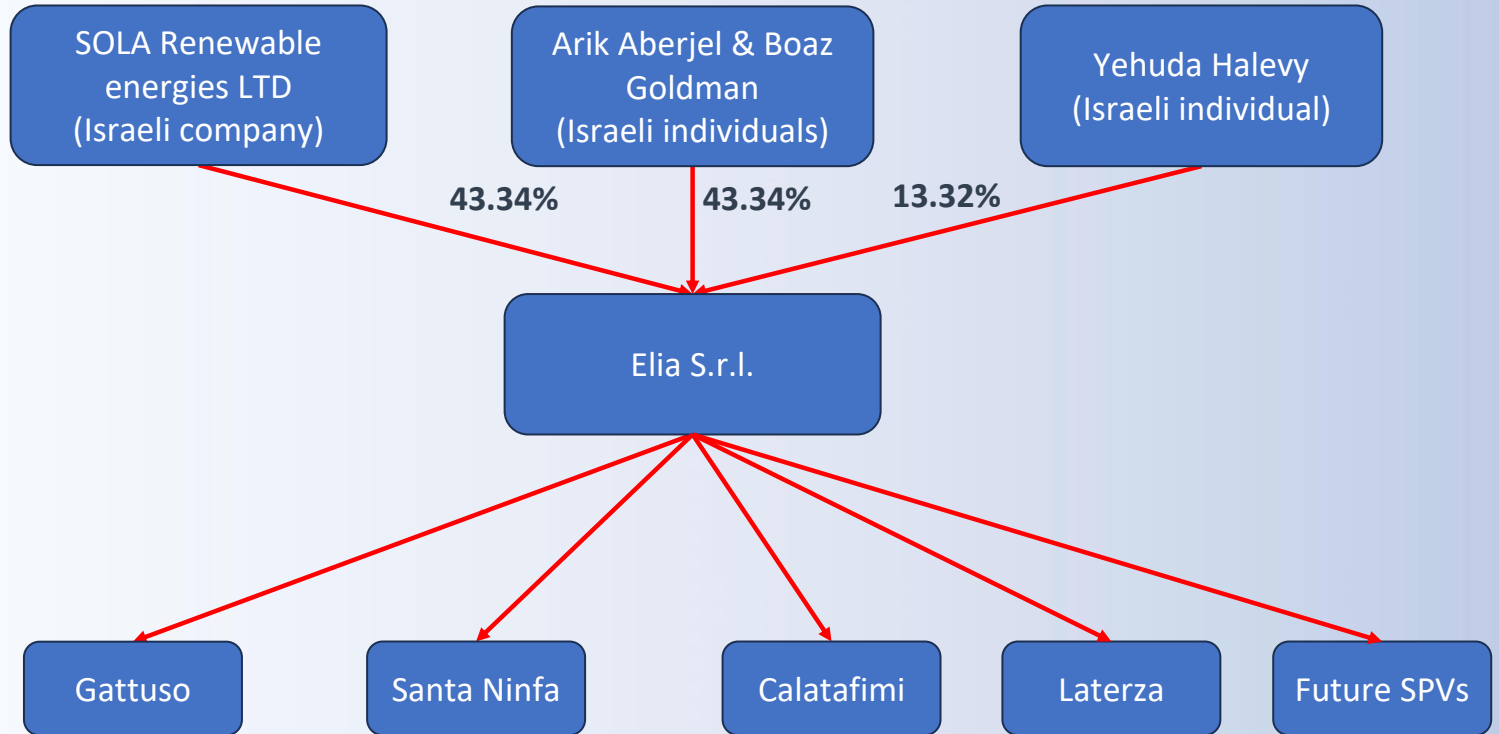 SOLA Renewable
energies LTD
(Israeli company)
Arik Aberjel & Boaz
Goldman
(Israeli individuals)
Yehuda Halevy
(Israeli individual)
43.34%
43.34%
13.32%
Elia S.r.l.
Gattuso
Santa Ninfa
Calatafimi
Laterza
Future SPVs